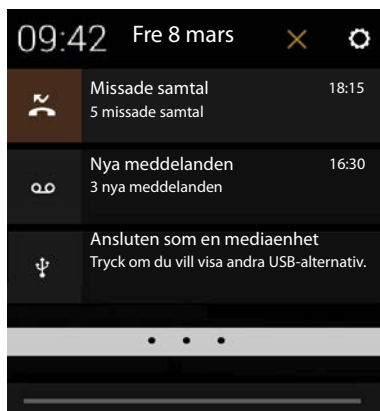 09:42 Fre 8 mars
Missade samtal 18:15
5 missade samtal
Nya meddelanden 16:30
3 nya meddelanden
Ansluten som en mediaenhet
Tryck om du vill visa andra USB-alternativ.